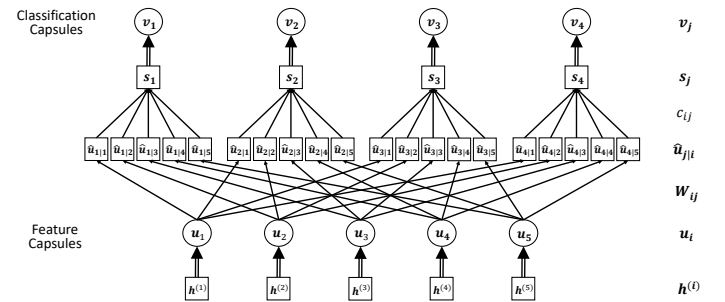 Classification Capsules v₁ v₂ v₃ v₄ vⱼ
s₁ s₂ s₃ s₄ sⱼ
cᵢⱼ
û₁|₁ û₁|₂ û₁|₃ û₁|₄ û₁|₅ û₂|₁ û₂|₂ û₂|₃ û₂|₄ û₂|₅ û₃|₁ û₃|₂ û₃|₃ û₃|₄ û₃|₅ û₄|₁ û₄|₂ û₄|₃ û₄|₄ û₄|₅ ûⱼ|ᵢ
Wᵢⱼ
Feature Capsules u₁ u₂ u₃ u₄ u₅ uᵢ
h⁽¹⁾ h⁽²⁾ h⁽³⁾ h⁽⁴⁾ h⁽⁵⁾ h⁽ⁱ⁾